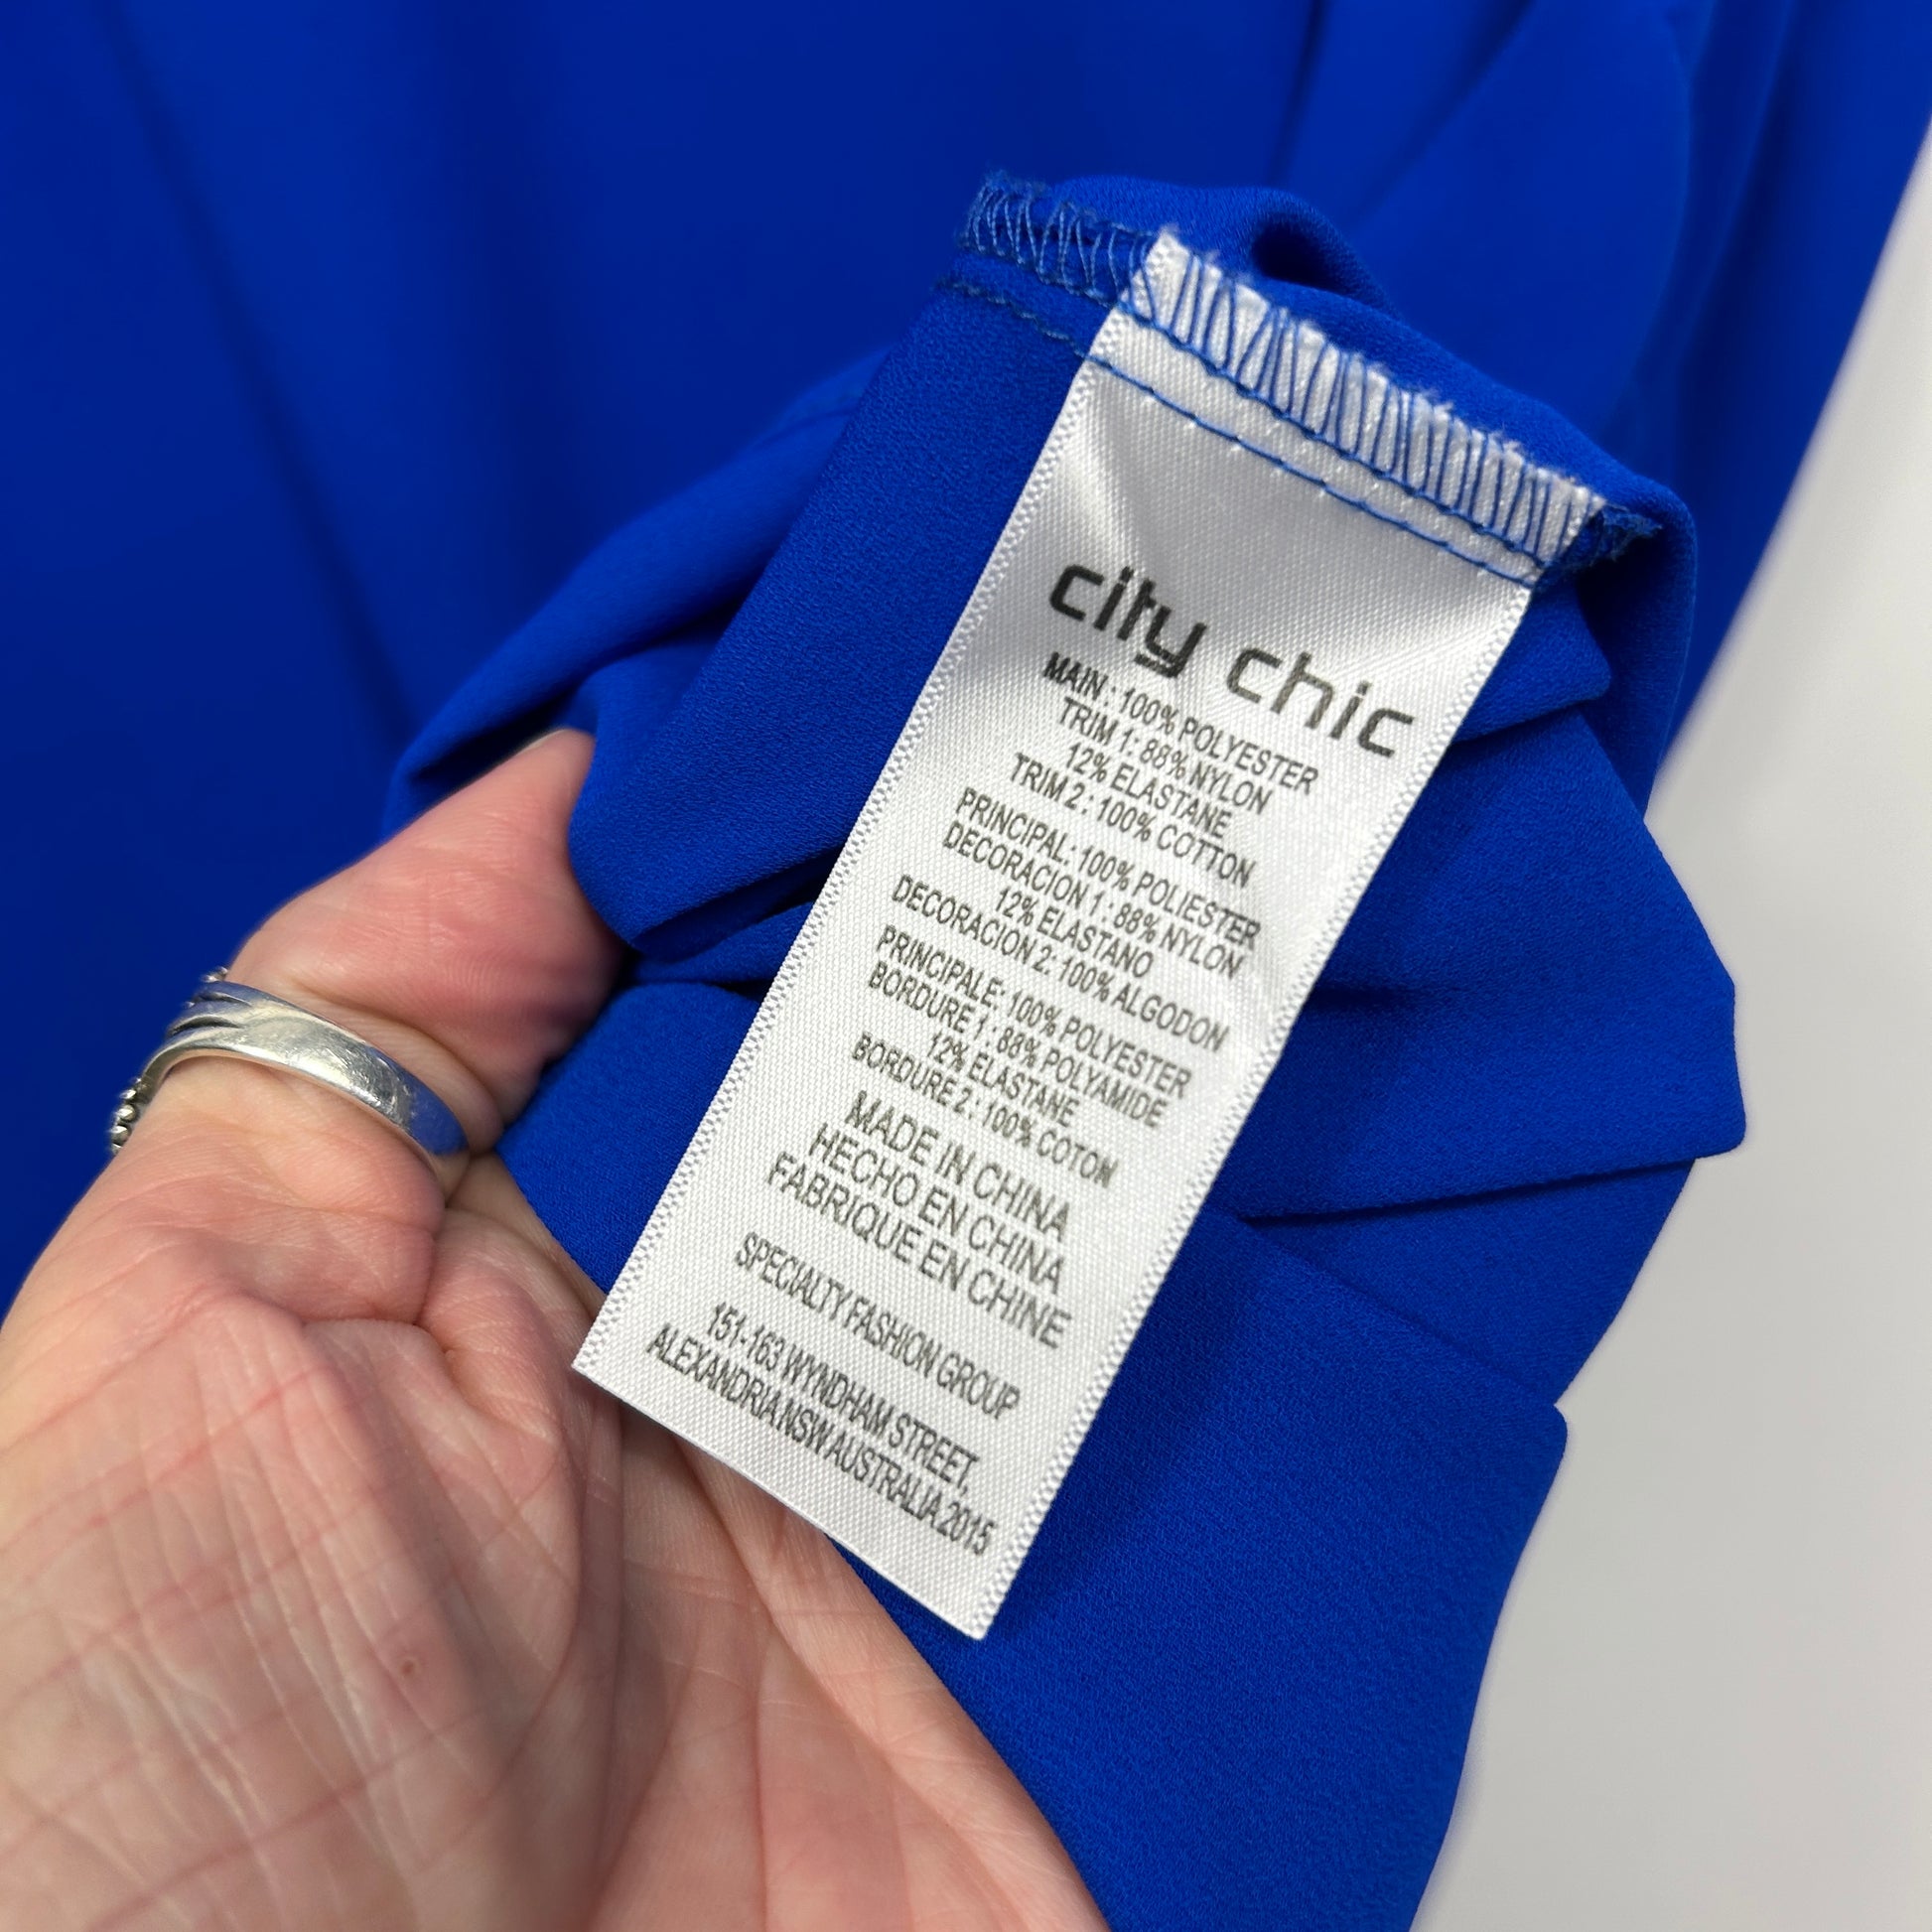 city chic
MAIN : 100% POLYESTER
TRIM 1: 88% NYLON
12% ELASTANE
TRIM 2 : 100% COTTON
PRINCIPAL: 100% POLIESTER
DECORACION 1 : 88% NYLON
12% ELASTANO
DECORACION 2: 100% ALGODON
PRINCIPALE: 100% POLYESTER
BORDURE 1 : 88% POLYAMIDE
12% ELASTANE
BORDURE 2 : 100% COTON
MADE IN CHINA
HECHO EN CHINA
FABRIQUE EN CHINE
SPECIALTY FASHION GROUP
151-163 WYNDHAM STREET,
ALEXANDRIA NSW AUSTRALIA 2015